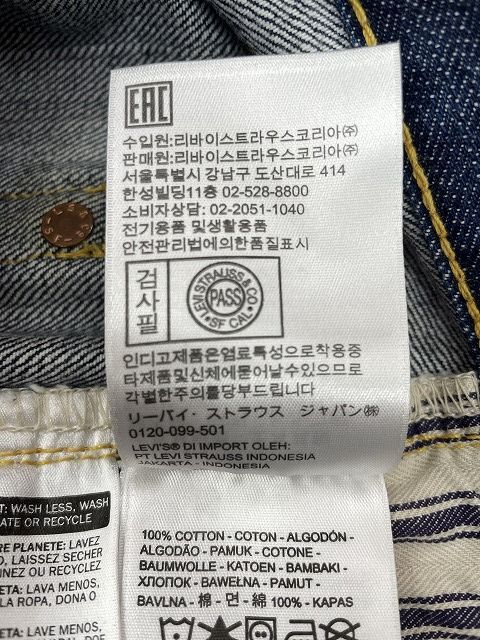 EAC
수입원:리바이스트라우스코리아㈜
판매원:리바이스트라우스코리아㈜
서울특별시 강남구 도산대로 414
한성빌딩11층 02-528-8800
소비자상담: 02-2051-1040
전기용품 및생활용품
안전관리법에의한품질표시
검사필
LEVI STRAUSS & CO.
PASS
SF CAL
인디고제품은염료특성으로착용중
타제품및신체에묻어날수있으므로
각별한주의를당부드립니다
リーバイ・ストラウス ジャパン㈱
0120-099-501
LEVI'S® DI IMPORT OLEH:
PT LEVI STRAUSS INDONESIA
JAKARTA - INDONESIA
T: WASH LESS, WASH
ATE OR RECYCLE
RE PLANETE: LAVEZ
D, LAISSEZ SECHER
INEZ OU RECYCLEZ
ETA: LAVA MENOS,
LA ROPA, DONA O
ETA: LAVE MENOS,
100% COTTON - COTON - ALGODÓN -
ALGODÃO - PAMUK - COTONE -
BAUMWOLLE - KATOEN - BAMBAKI -
ХЛОПОК - BAWEŁNA - PAMUT -
BAVLNA - 棉 - 면 - 綿 100% - KAPAS